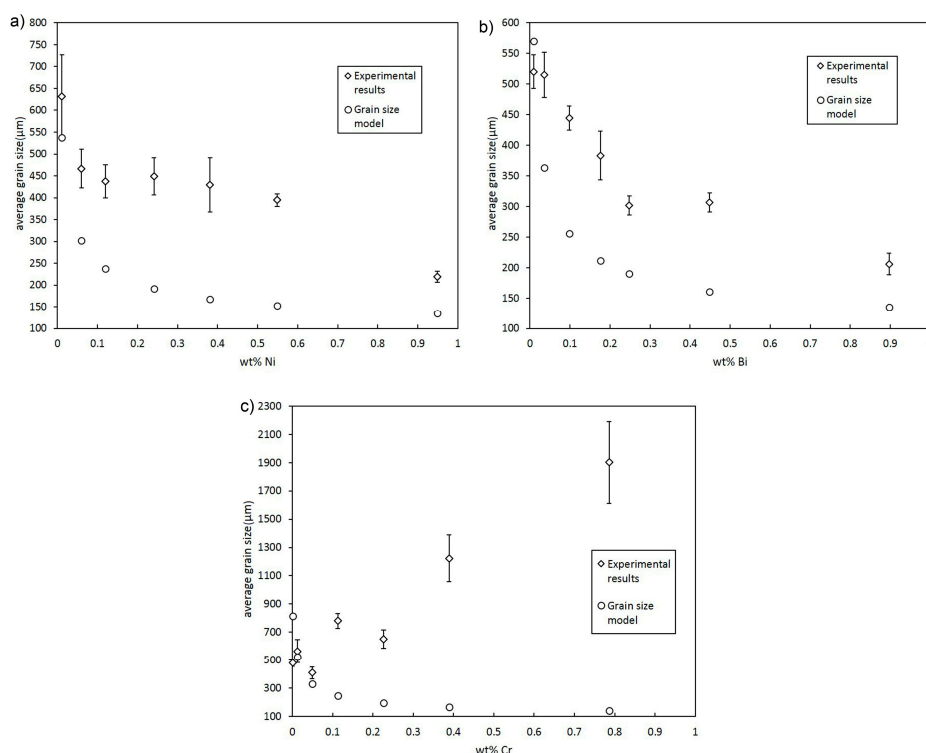 a)
800
750
700
650
600
550
500
450
400
350
300
250
200
150
100
average grain size(µm)
0 0.1 0.2 0.3 0.4 0.5 0.6 0.7 0.8 0.9 1
wt% Ni
Experimental
results
Grain size
model
b)
600
550
500
450
400
350
300
250
200
150
100
average grain size(µm)
0 0.1 0.2 0.3 0.4 0.5 0.6 0.7 0.8 0.9
wt% Bi
Experimental
results
Grain size
model
c)
2300
2100
1900
1700
1500
1300
1100
900
700
500
300
100
average grain size(µm)
0 0.1 0.2 0.3 0.4 0.5 0.6 0.7 0.8 0.9 1
wt% Cr
Experimental
results
Grain size
model